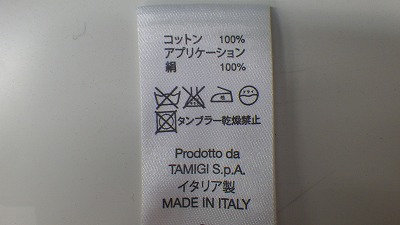 コットン 100%
アプリケーション
絹 100%
タンブラー乾燥禁止
Prodotto da
TAMIGI S.p.A.
イタリア製
MADE IN ITALY